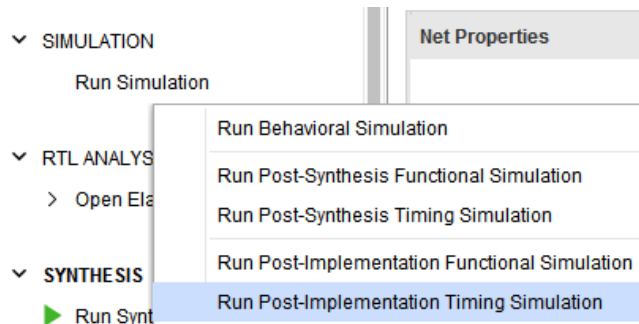 SIMULATION
Net Properties
Run Simulation
Run Behavioral Simulation
RTL ANALYS
Run Post-Synthesis Functional Simulation
Open Ela
Run Post-Synthesis Timing Simulation
Run Post-Implementation Functional Simulation
SYNTHESIS
Run Post-Implementation Timing Simulation
Run Synt